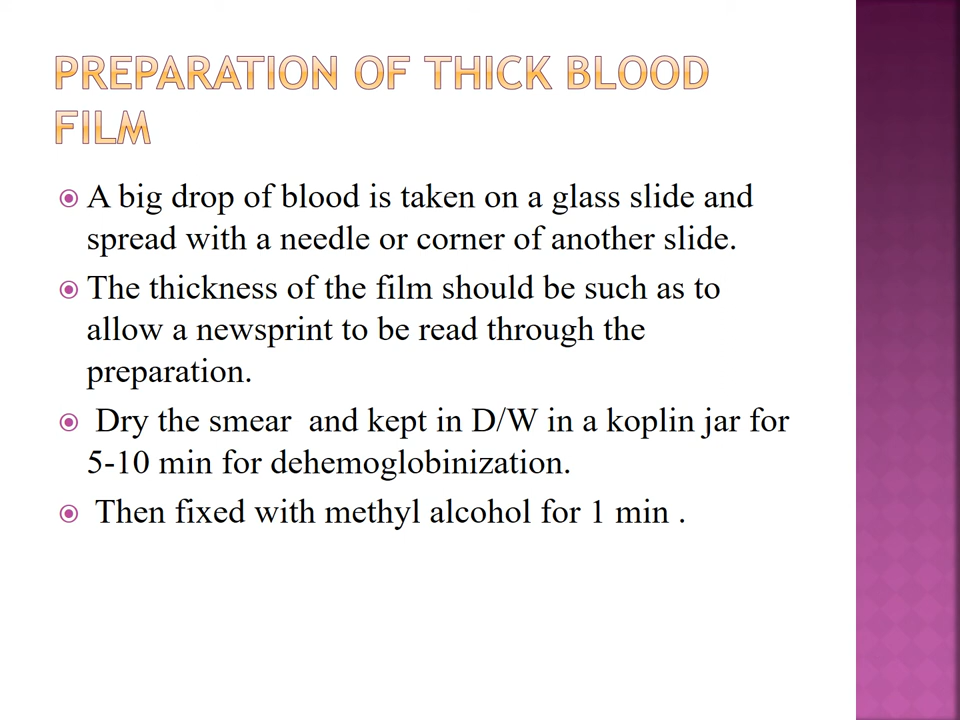 PREPARATION OF THICK BLOOD
FILM
A big drop of blood is taken on a glass slide and
spread with a needle or corner of another slide.
The thickness of the film should be such as to
allow a newsprint to be read through the
preparation.
Dry the smear and kept in D/W in a koplin jar for
5-10 min for dehemoglobinization.
Then fixed with methyl alcohol for 1 min .